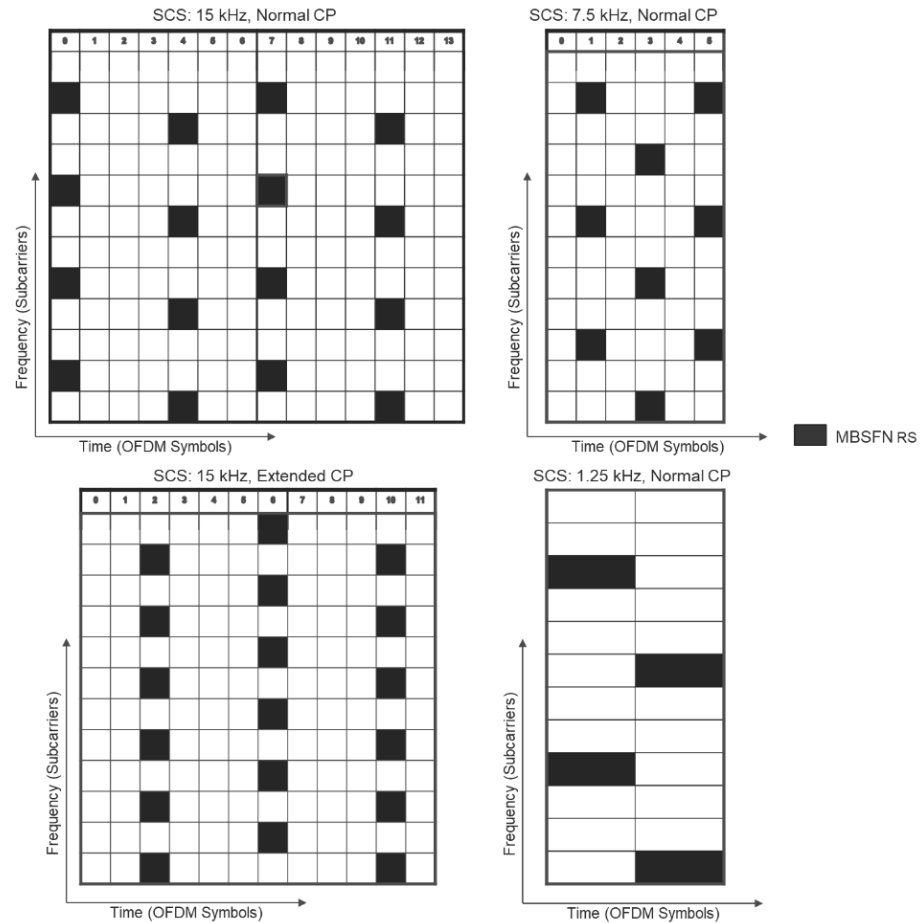 SCS: 15 kHz, Normal CP
0 1 2 3 4 5 6 7 8 9 10 11 12 13
Frequency (Subcarriers)
Time (OFDM Symbols)
SCS: 7.5 kHz, Normal CP
0 1 2 3 4 5
Frequency (Subcarriers)
Time (OFDM Symbols)
MBSFN RS
SCS: 15 kHz, Extended CP
0 1 2 3 4 5 6 7 8 9 10 11
Frequency (Subcarriers)
Time (OFDM Symbols)
SCS: 1.25 kHz, Normal CP
Frequency (Subcarriers)
Time (OFDM Symbols)